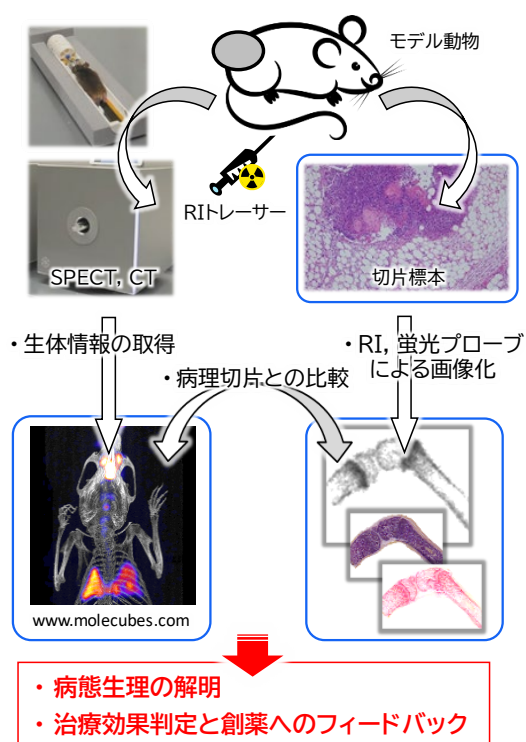 モデル動物
RIトレーサー
SPECT, CT
切片標本
・生体情報の取得
・RI, 蛍光プローブ
による画像化
・病理切片との比較
www.molecubes.com
・病態生理の解明
・治療効果判定と創薬へのフィードバック